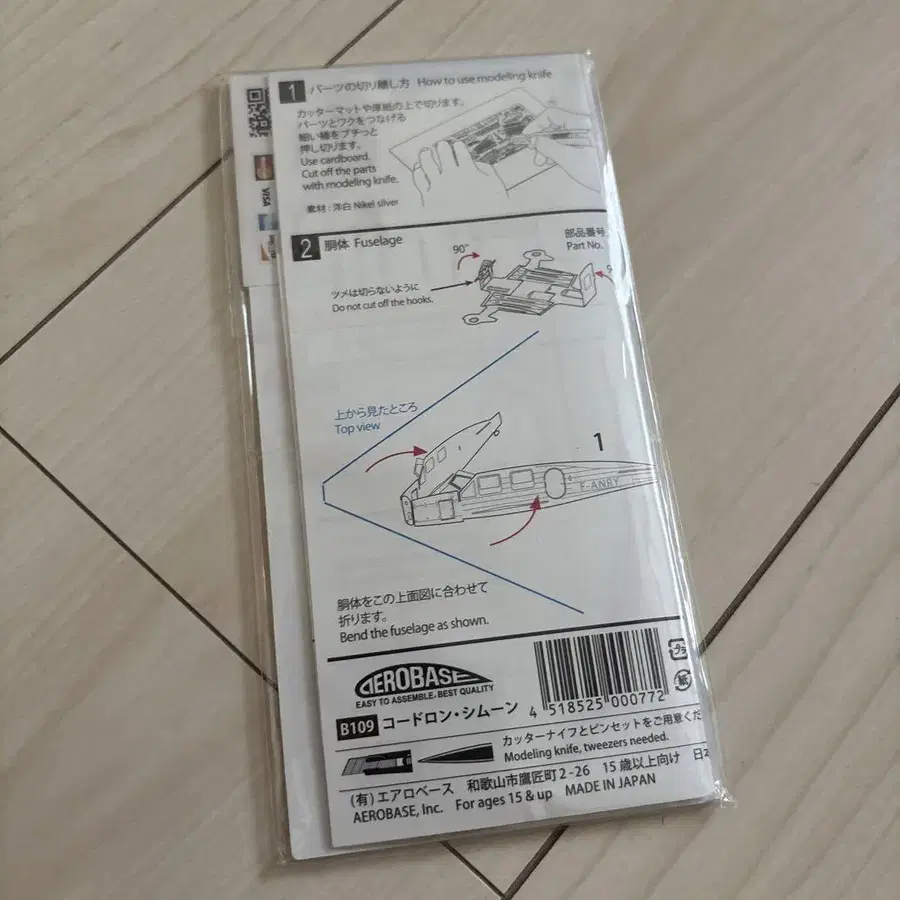 VISA
1 パーツの切り離し方 How to use modeling knife
カッターマットや厚紙の上で切ります。
パーツとワクをつなげる
細い橋をプチっと
押し切ります。
Use cardboard.
Cut off the parts
with modeling knife.
素材：洋白 Nikel silver
2 胴体 Fuselage
部品番号
Part No.
90°
9
ツメは切らないように
Do not cut off the hooks.
上から見たところ
Top view
1
F-ANRY
胴体をこの上面図に合わせて
折ります。
Bend the fuselage as shown.
AEROBASE
EASY TO ASSEMBLE, BEST QUALITY
4 518525 000772
プラ
紙
B109 コードロン・シムーン
カッターナイフとピンセットをご用意くだ
Modeling knife, tweezers needed.
(有)エアロベース 和歌山市鷹匠町2-26 15歳以上向け 日本
AEROBASE, Inc. For ages 15 & up MADE IN JAPAN